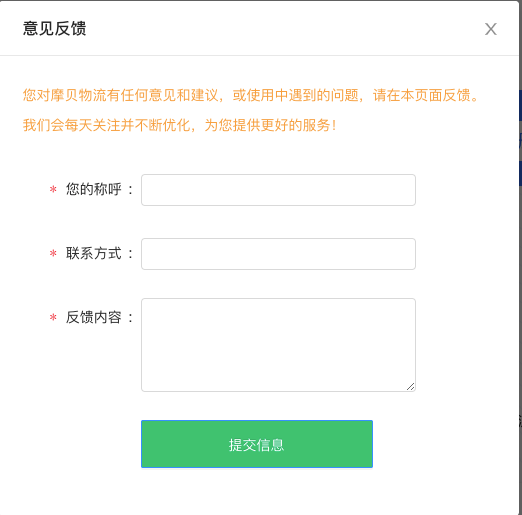 意见反馈
您对摩贝物流有任何意见和建议，或使用中遇到的问题，请在本页面反馈。
我们会每天关注并不断优化，为您提供更好的服务！
* 您的称呼：
* 联系方式：
* 反馈内容：
提交信息